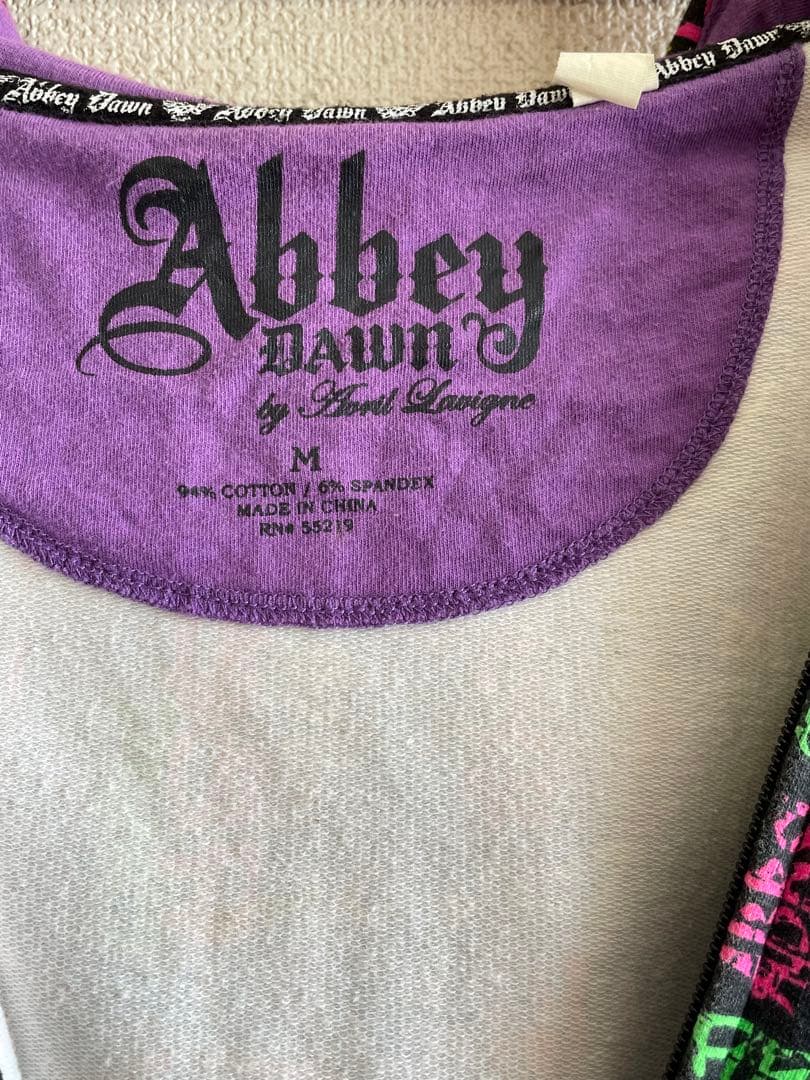 Abbey Dawn Abbey Dawn Abbey Dawn Abbey Dawn
Abbey
DAWN
by Avril Lavigne
M
94% COTTON / 6% SPANDEX
MADE IN CHINA
RN# 55219